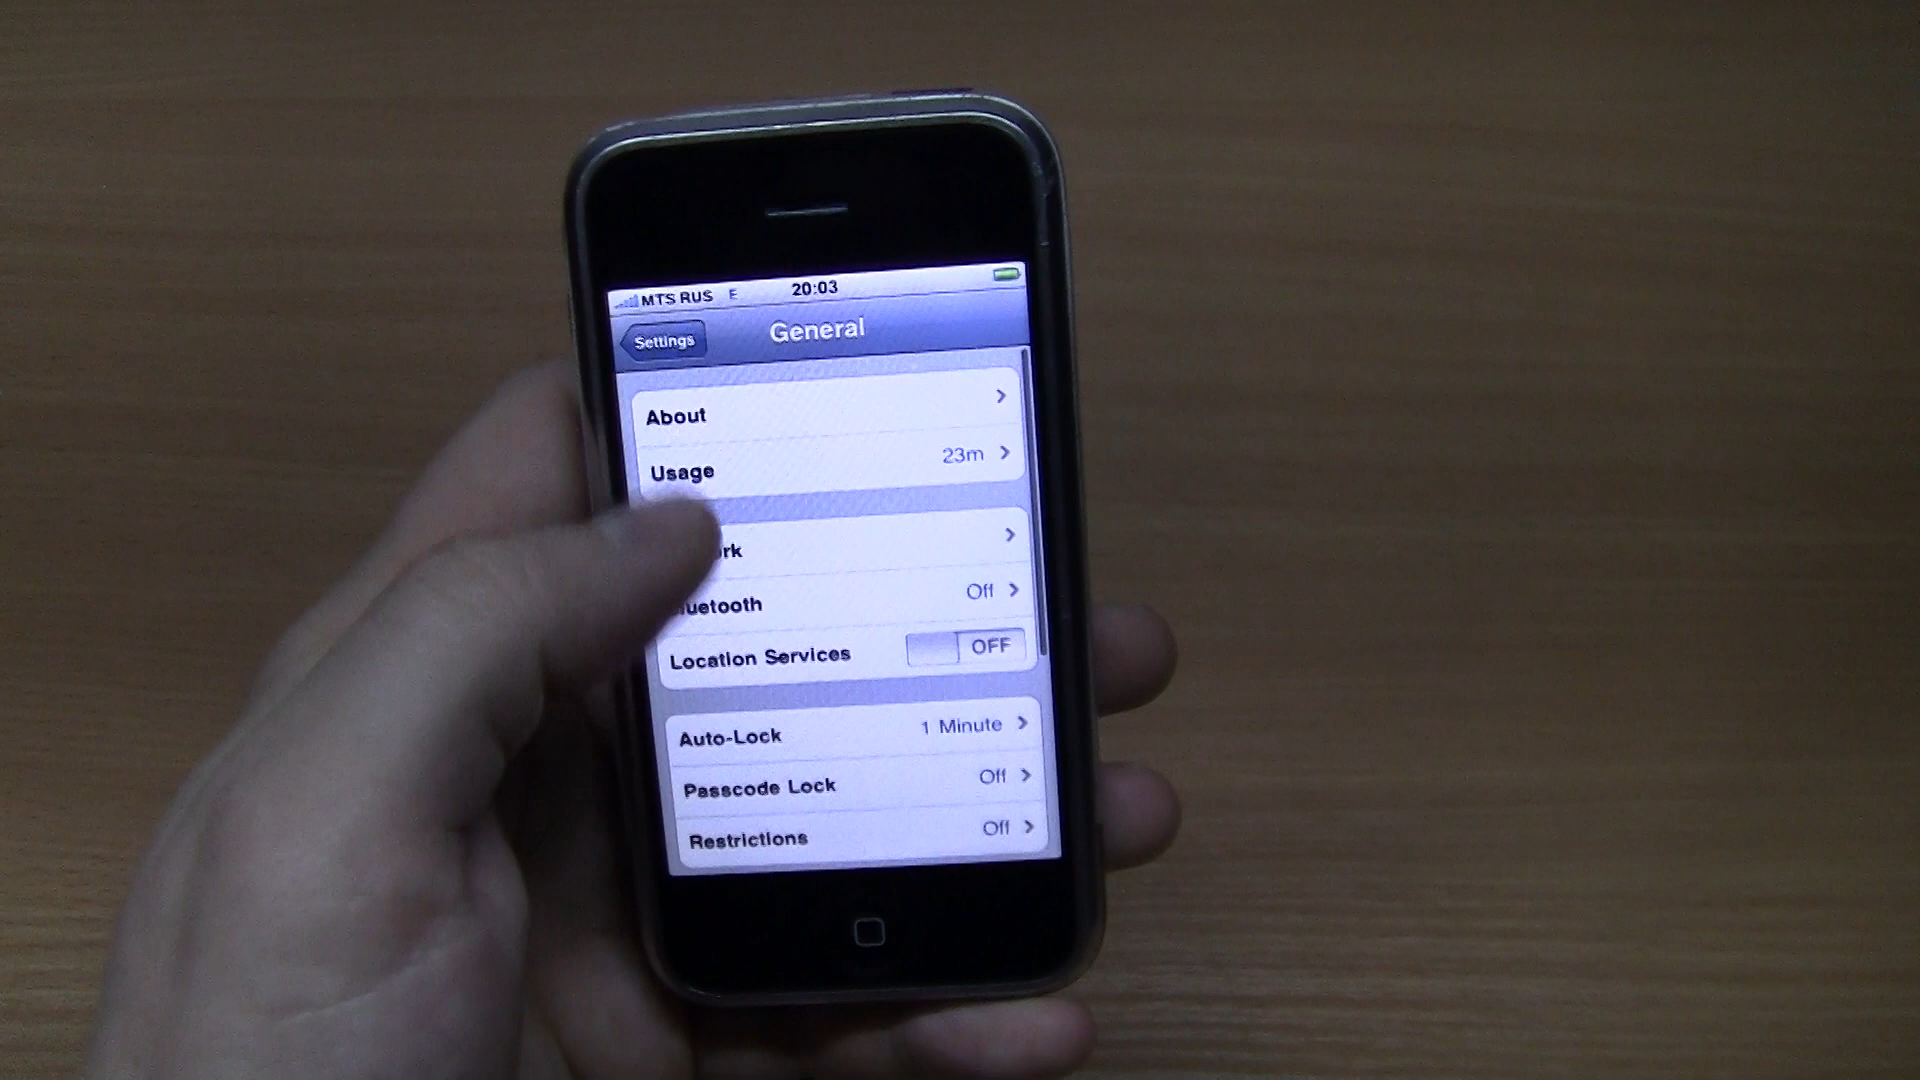 MTS RUS E 20:03
Settings General
About
Usage 23m
rk
uetooth Off
Location Services OFF
Auto-Lock 1 Minute
Passcode Lock Off
Restrictions Off